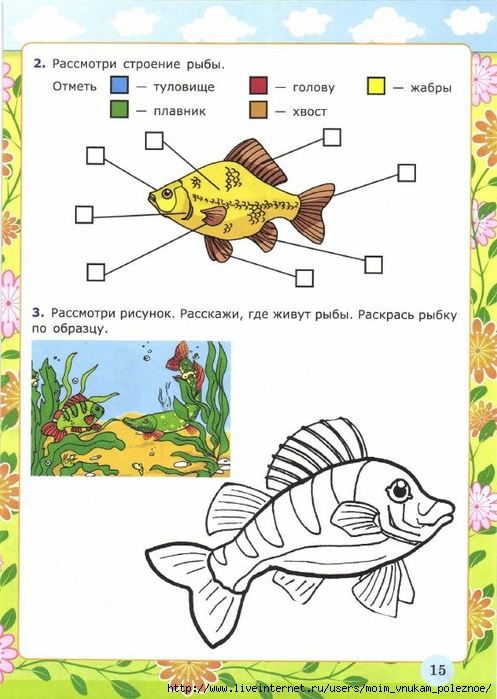 2. Рассмотри строение рыбы.
Отметь — туловище — голову — жабры
— плавник — хвост
3. Рассмотри рисунок. Расскажи, где живут рыбы. Раскрась рыбку
по образцу.
15
http://www.liveinternet.ru/users/moim_vnukam_poleznoe/